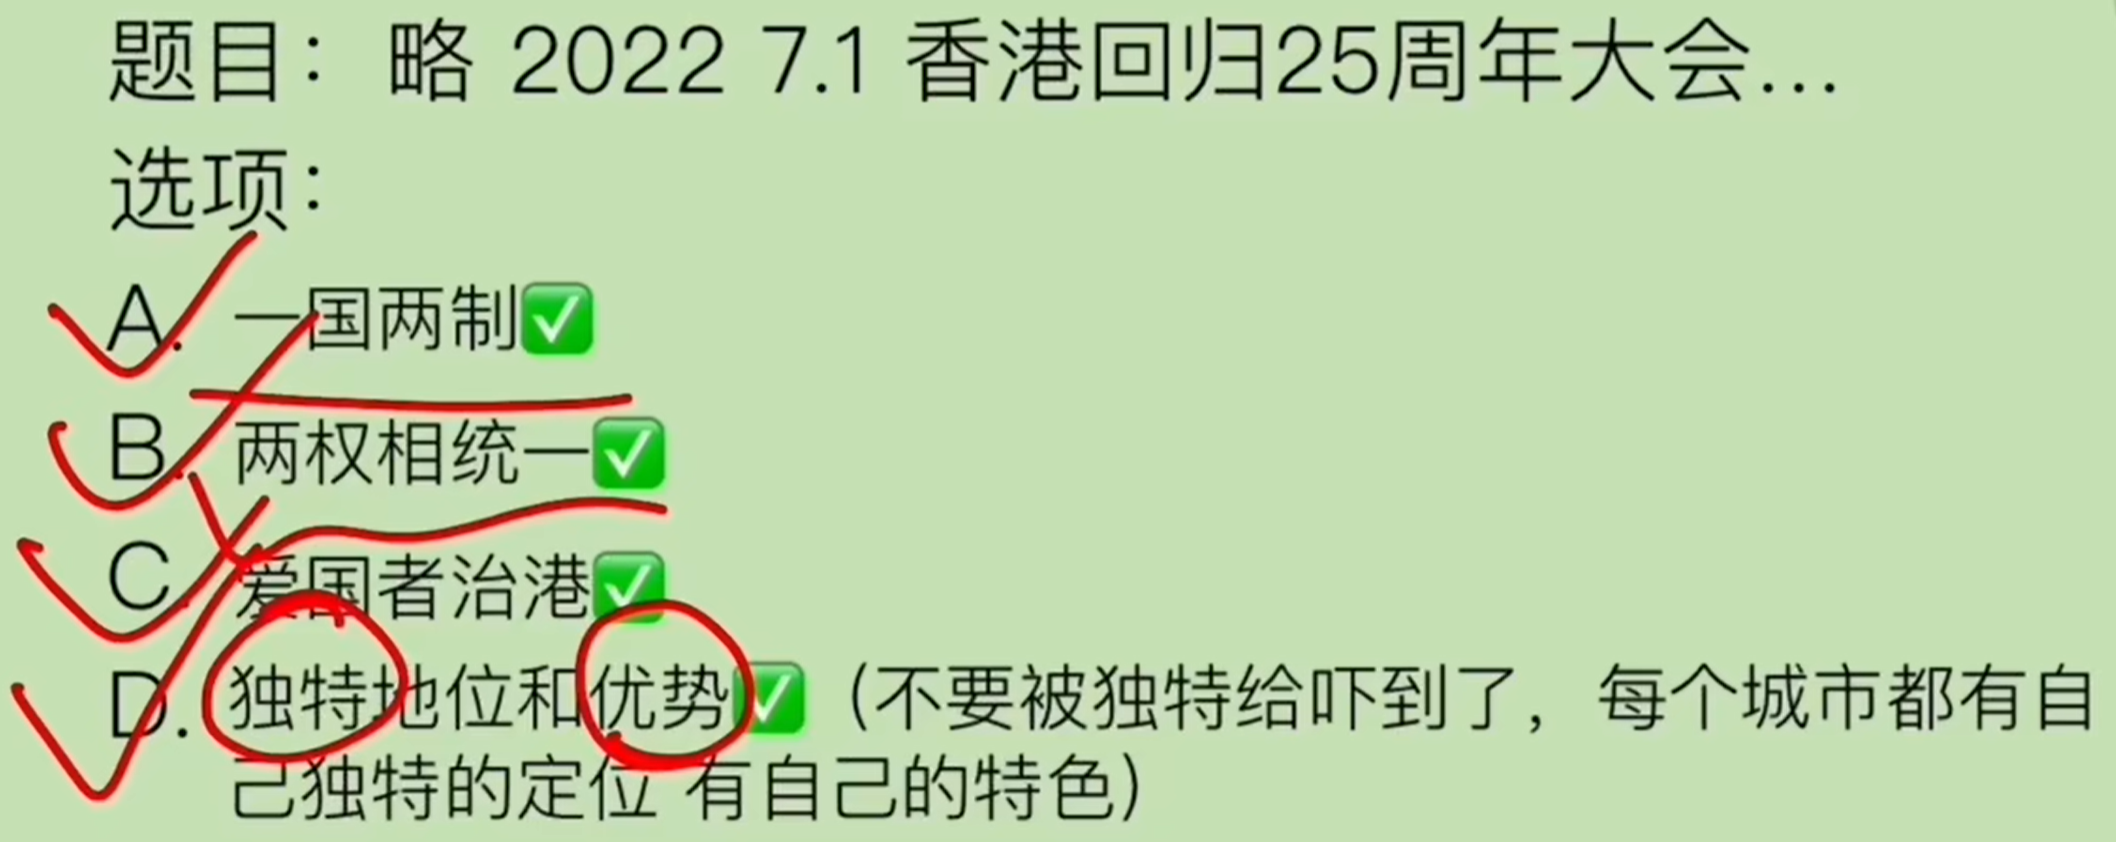 题目：略 2022 7.1 香港回归25周年大会...
选项：
A. 一国两制✅
B. 两权相统一✅
C. 爱国者治港✅
D. 独特地位和优势✅（不要被独特给吓到了，每个城市都有自
己独特的定位 有自己的特色）